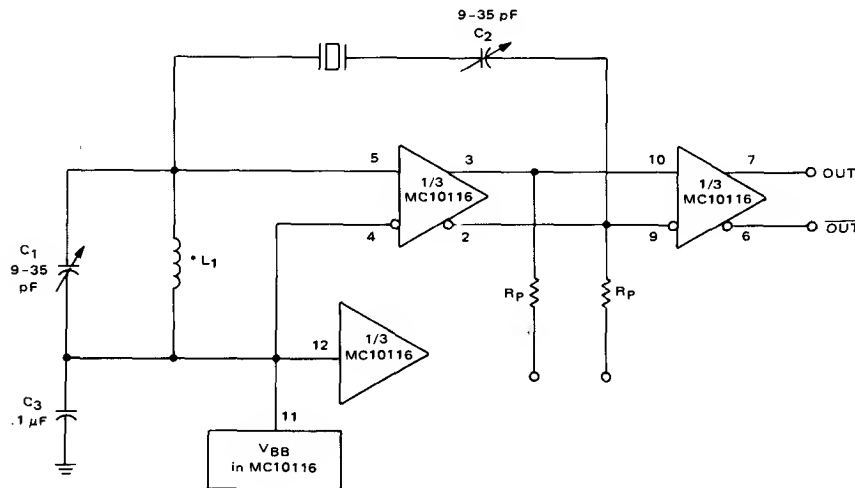 9-35 pF
C2
5
3
10
7
1/3
MC10116
1/3
MC10116
OUT
4
2
9
6
OUT
C1
9-35
pF
* L1
RP
RP
12
1/3
MC10116
C3
.1 µF
11
VBB
in MC10116